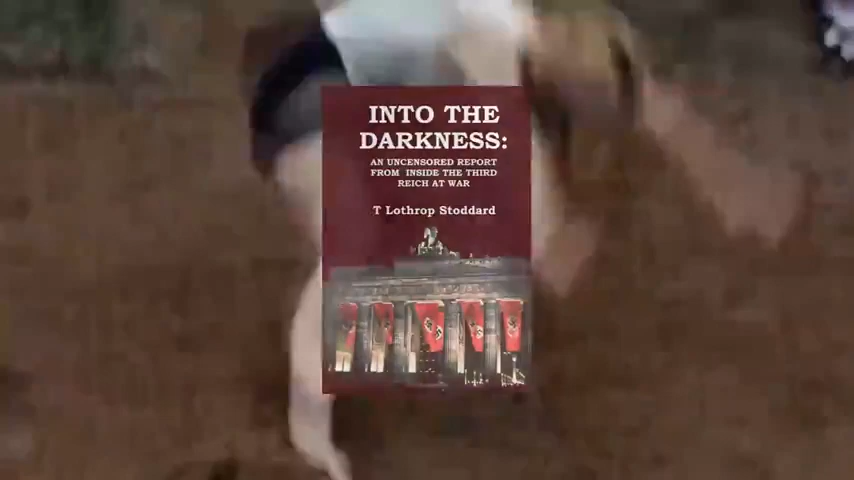 INTO THE
DARKNESS:
AN UNCENSORED REPORT
FROM INSIDE THE THIRD
REICH AT WAR
T Lothrop Stoddard